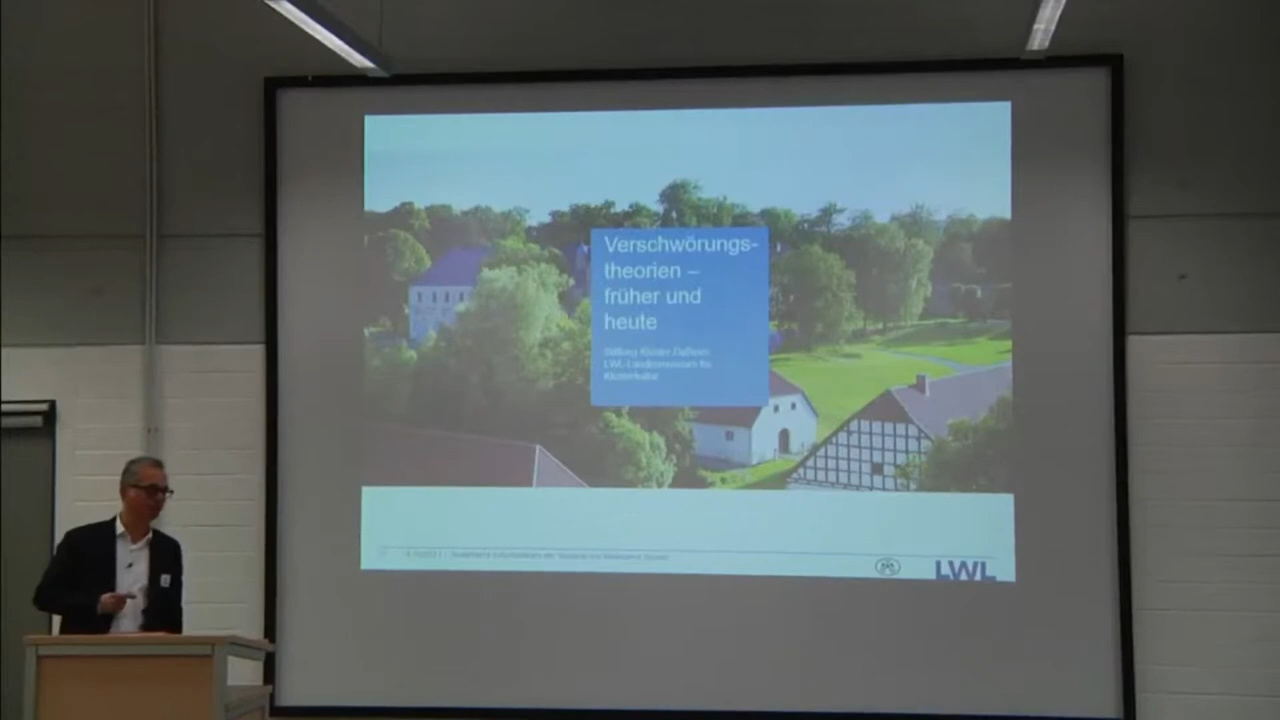 Verschwörungs-
theorien –
früher und
heute
Stiftung Kloster Dalheim
LWL-Landesmuseum für
Klosterkultur
LWL